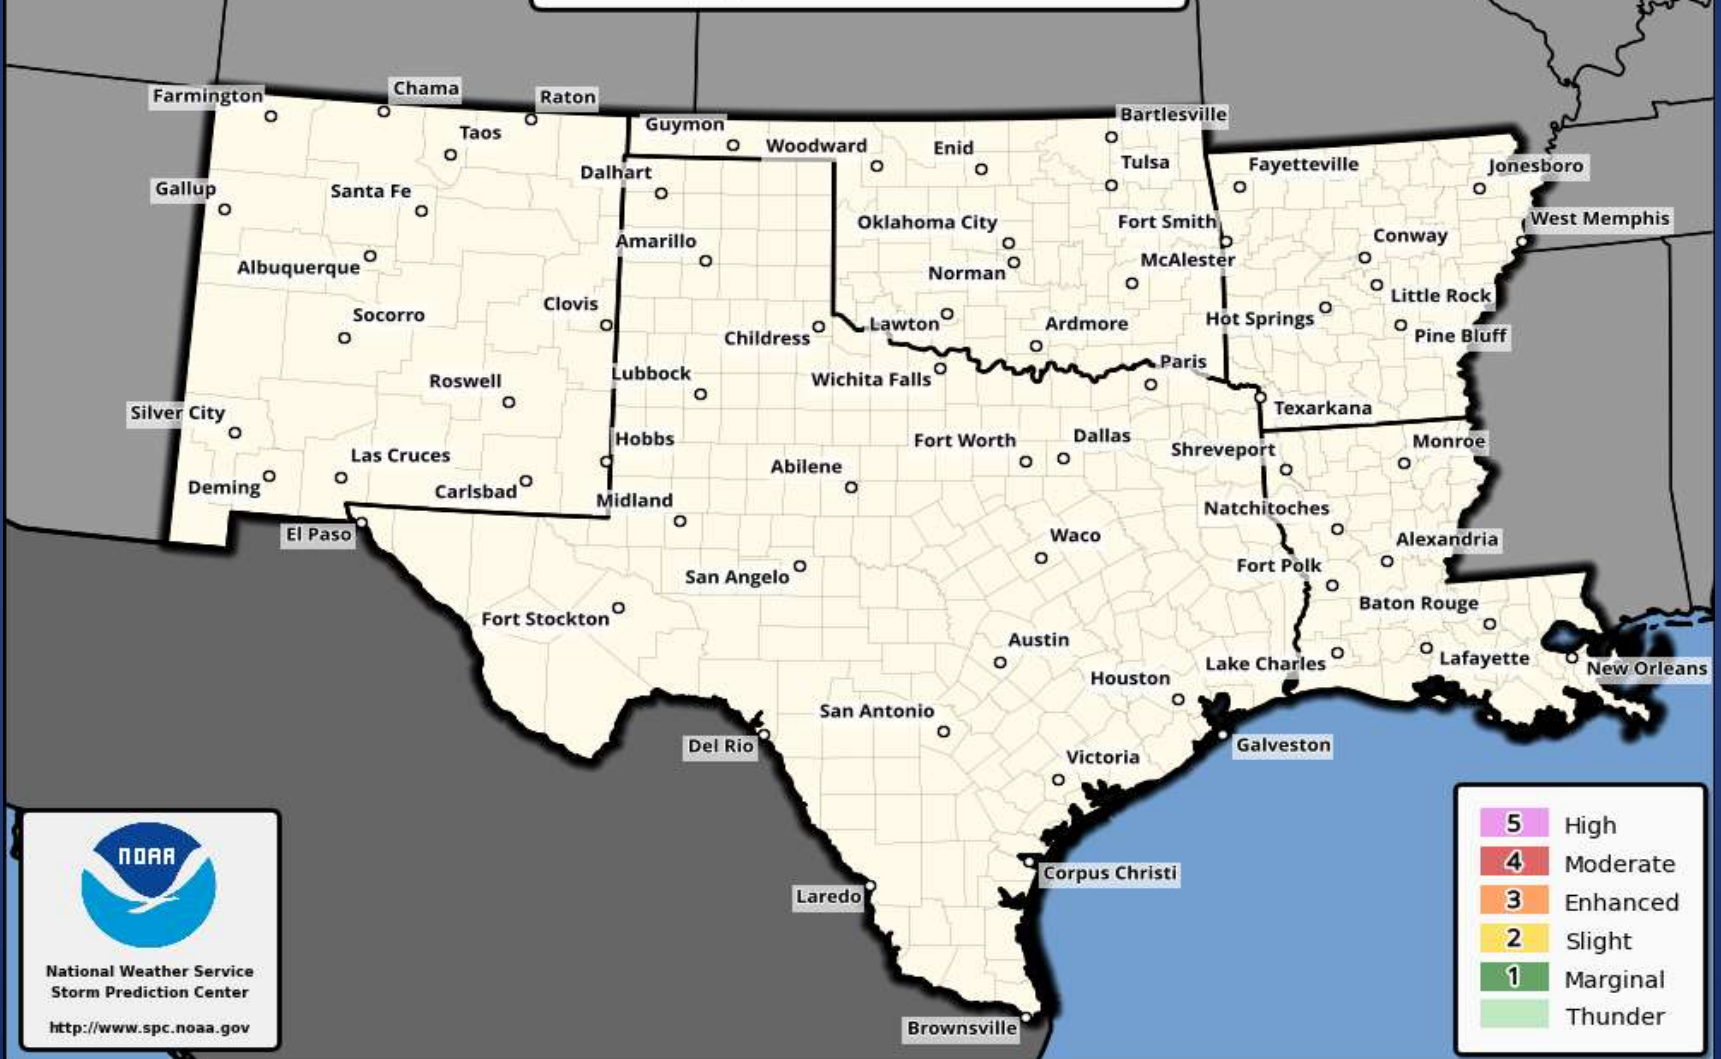 Farmington
Chama
Raton
Taos
Guymon
Woodward
Enid
Bartlesville
Tulsa
Fayetteville
Jonesboro
Gallup
Santa Fe
Dalhart
Oklahoma City
Fort Smith
West Memphis
Conway
Albuquerque
Amarillo
Norman
McAlester
Little Rock
Socorro
Clovis
Childress
Lawton
Ardmore
Hot Springs
Pine Bluff
Roswell
Lubbock
Wichita Falls
Paris
Texarkana
Silver City
Hobbs
Fort Worth
Dallas
Shreveport
Monroe
Las Cruces
Deming
Carlsbad
Midland
Abilene
Natchitoches
El Paso
Waco
Alexandria
San Angelo
Fort Polk
Fort Stockton
Baton Rouge
Austin
Lake Charles
Lafayette
New Orleans
Houston
San Antonio
Del Rio
Galveston
Victoria
Corpus Christi
Laredo
Brownsville
NOAA
National Weather Service
Storm Prediction Center
http://www.spc.noaa.gov
5 High
4 Moderate
3 Enhanced
2 Slight
1 Marginal
Thunder